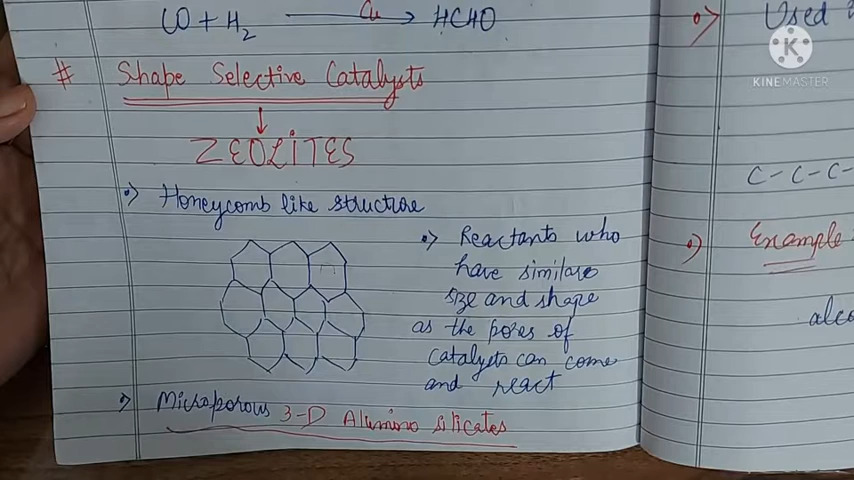 CO + H2 Cu → HCHO
# Shape Selective Catalysts
↓
ZEOLITES
Honeycomb like structure
Reactants who
have similar
size and shape
as the pores of
catalysts can come
and react
Microporous 3-D Alumino silicates
Used
C-C-C-
Example
alco
K
KINEMASTER